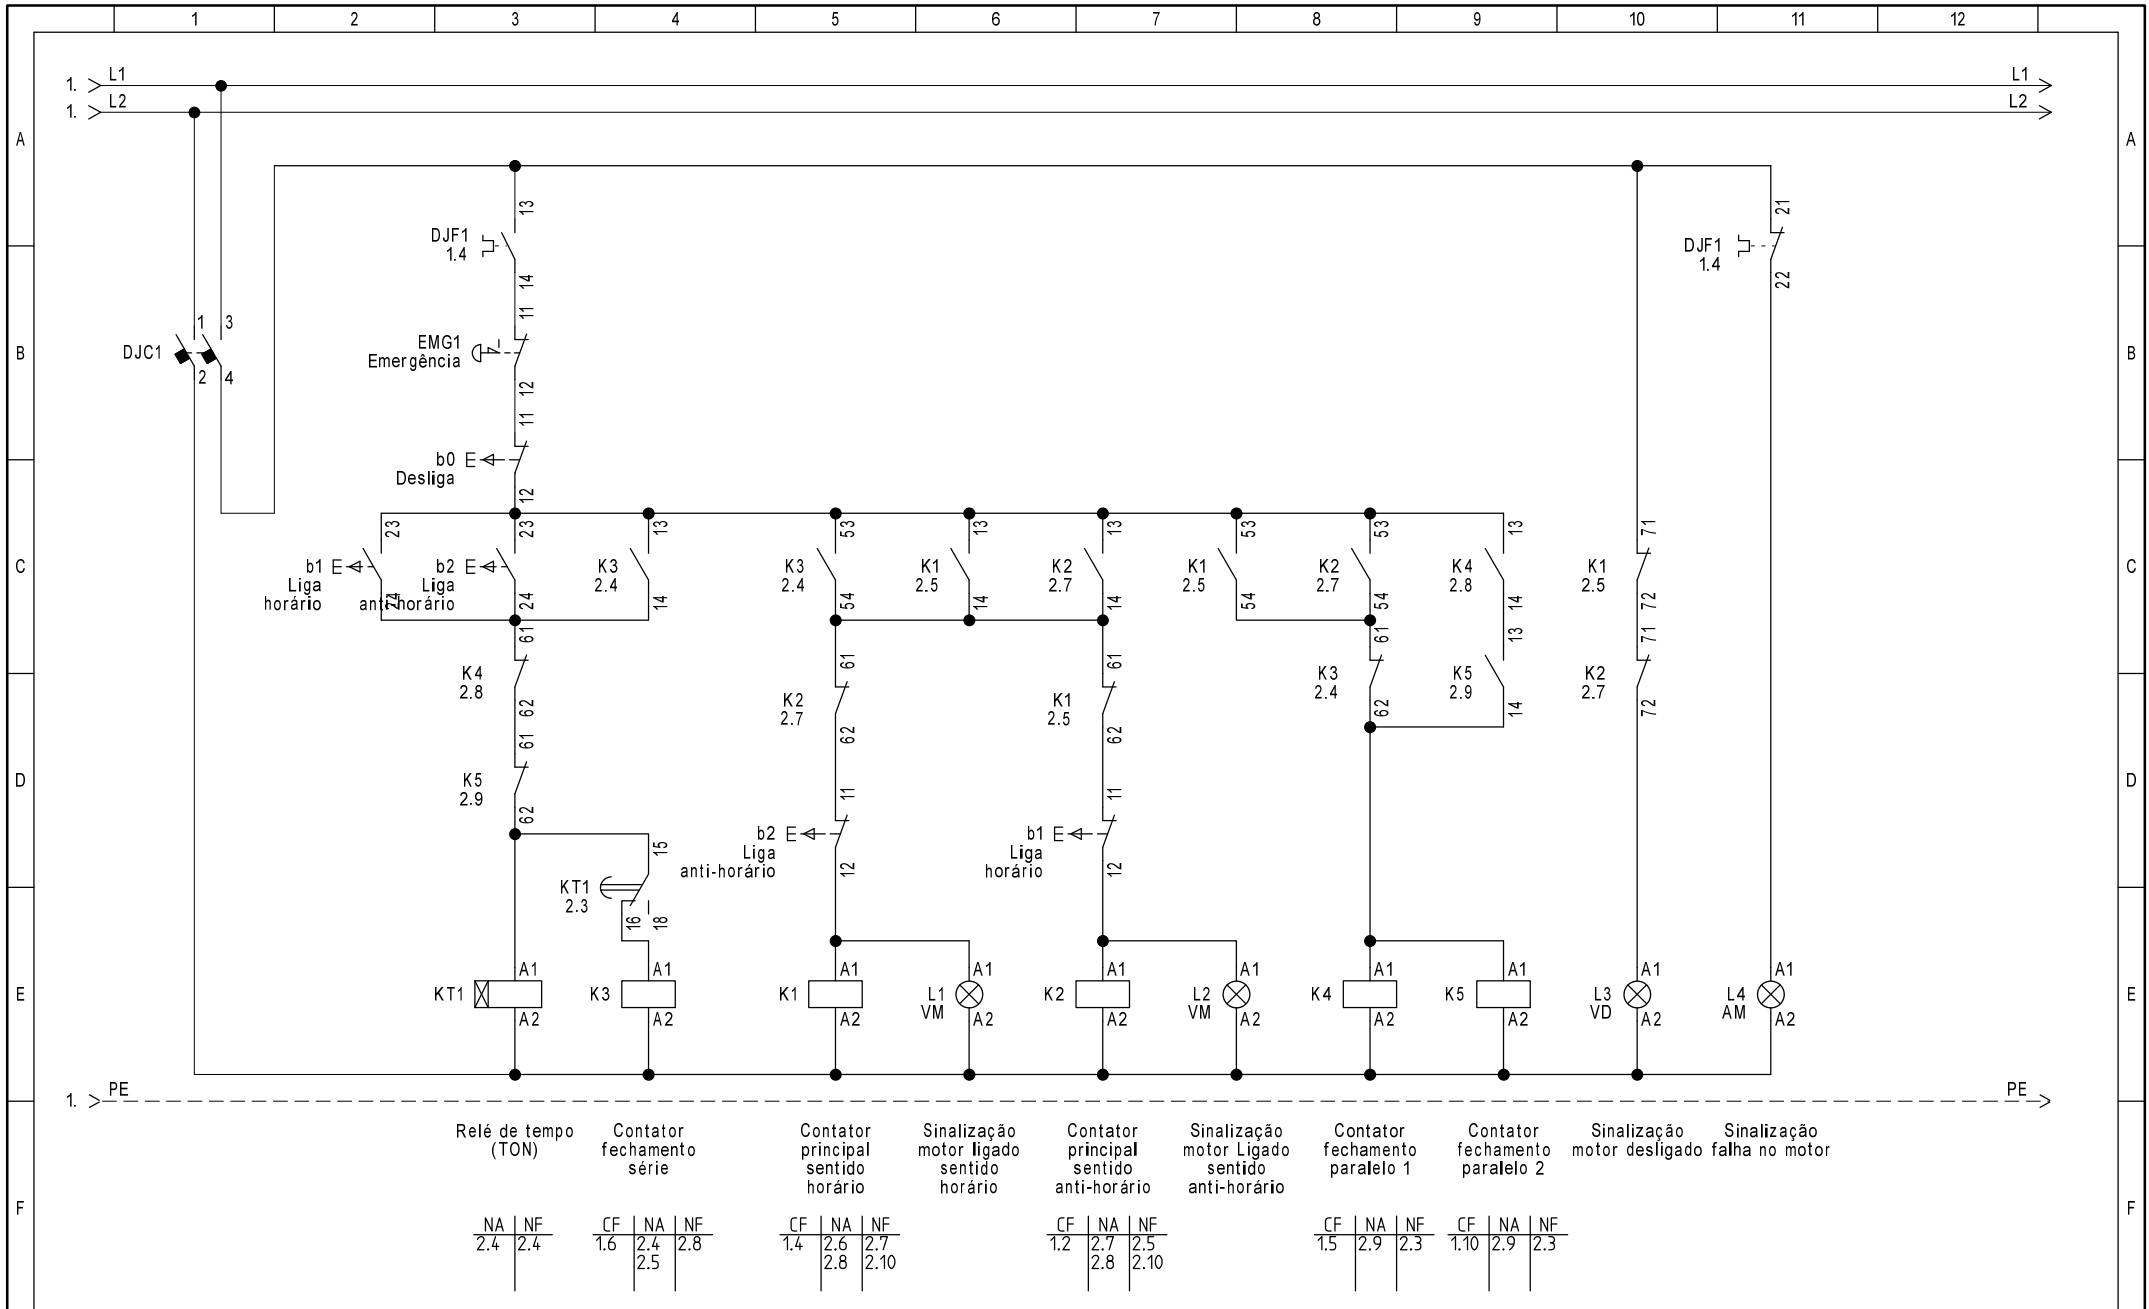 1 2 3 4 5 6 7 8 9 10 11 12
1. L1 L1
1. L2 L2
A A
13 21
DJF1
1.4
DJF1
1.4
14 22
11
1 3
B DJC1 B
EMG1
Emergência
2 4
12
11
b0
Desliga
12
23 23 13 53 13 13 53 53 13 71
C C
b1
Liga
horário
b2
Liga
anti-horário
K3
2.4
K3
2.4
K1
2.5
K2
2.7
K1
2.5
K2
2.7
K4
2.8
K1
2.5
24 24 14 54 14 14 54 54 14 72
61 61 61 61 13 71
K4
2.8
K2
2.7
K1
2.5
K3
2.4
K5
2.9
K2
2.7
62 62 62 62 14 72
61
D D
K5
2.9
62
11 11
15
b2
Liga
anti-horário
b1
Liga
horário
12 12
KT1
2.3
16 18
A1 A1 A1 A1 A1 A1 A1 A1 A1 A1
E E
KT1 K3 K1
L1
VM
K2
L2
VM
K4 K5
L3
VD
L4
AM
A2 A2 A2 A2 A2 A2 A2 A2 A2 A2
1. PE PE
Relé de tempo
(TON)
Contator
fechamento
série
Contator
principal
sentido
horário
Sinalização
motor ligado
sentido
horário
Contator
principal
sentido
anti-horário
Sinalização
motor Ligado
sentido
anti-horário
Contator
fechamento
paralelo 1
Contator
fechamento
paralelo 2
Sinalização
motor desligado
Sinalização
falha no motor
F F
NA NF
2.4 2.4
CF NA NF
1.6 2.4 2.8
2.5
CF NA NF
1.4 2.6 2.7
2.8 2.10
CF NA NF
1.2 2.7 2.5
2.8 2.10
CF NA NF
1.5 2.9 2.3
CF NA NF
1.10 2.9 2.3